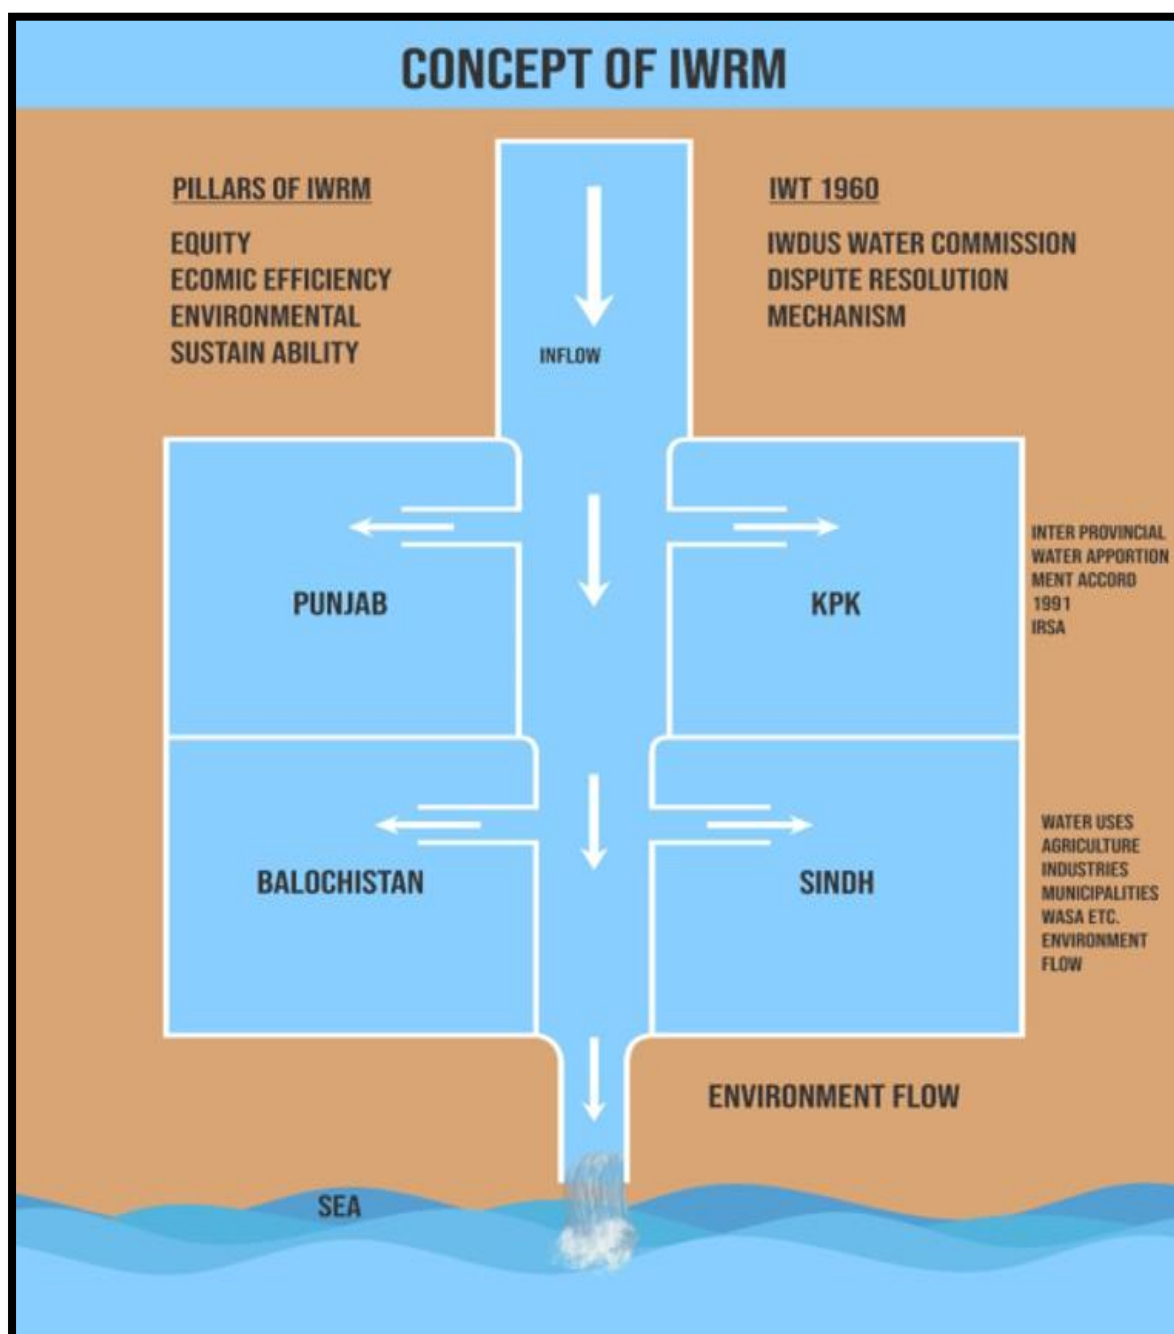 CONCEPT OF IWRM
PILLARS OF IWRM
EQUITY
ECOMIC EFFICIENCY
ENVIRONMENTAL
SUSTAIN ABILITY
IWT 1960
IWDUS WATER COMMISSION
DISPUTE RESOLUTION
MECHANISM
INFLOW
PUNJAB
KPK
INTER PROVINCIAL
WATER APPORTION
MENT ACCORD
1991
IRSA
BALOCHISTAN
SINDH
WATER USES
AGRICULTURE
INDUSTRIES
MUNICIPALITIES
WASA ETC.
ENVIRONMENT
FLOW
ENVIRONMENT FLOW
SEA